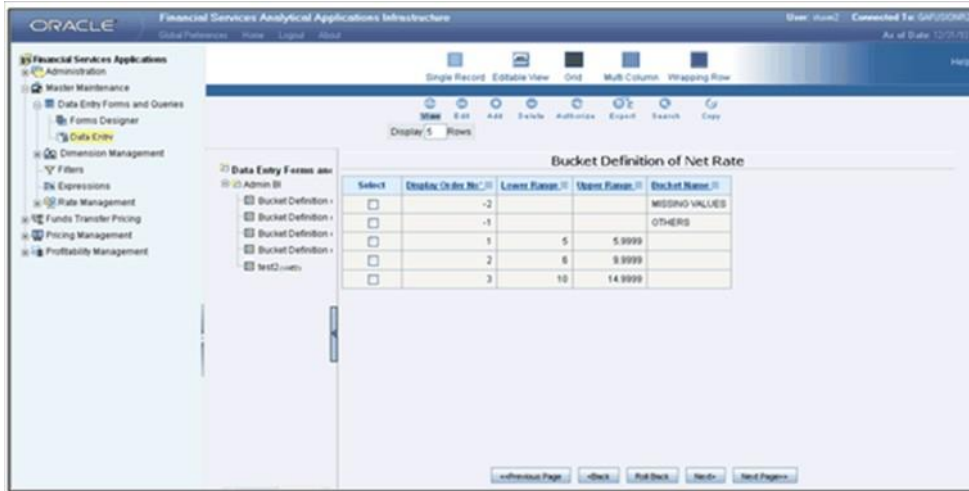 ORACLE
Financial Services Analytical Applications Infrastructure
Global Preferences Home Logout About
User:
Connected To:
As of Date
Help
Financial Services Applications
Administration
Master Maintenance
Data Entry Forms and Queries
Forms Designer
Data Entry
Dimension Management
Filters
Expressions
Rate Management
Funds Transfer Pricing
Pricing Management
Profitability Management
Single Record Editable View Grid Multi Column Wrapping Row
View Edit Add Delete Authorize Export Search Copy
Display 5 Rows
Data Entry Forms and
Admin BI
Bucket Definition
Bucket Definition
Bucket Definition
Bucket Definition
test2
Bucket Definition of Net Rate
Select Display Order No Lower Range Upper Range Bucket Name
-2 MISSING VALUES
-1 OTHERS
1 5 5.9999
2 6 9.9999
3 10 14.9999
<<Previous Page <Back Roll Back Next> Next Page>>